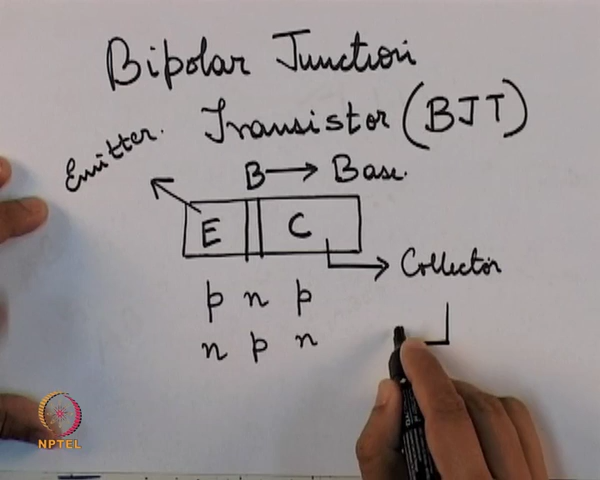 Bipolar Junction
Transistor (BJT)
Emitter.
B → Base.
E C
Collector
p n p
n p n
NPTEL